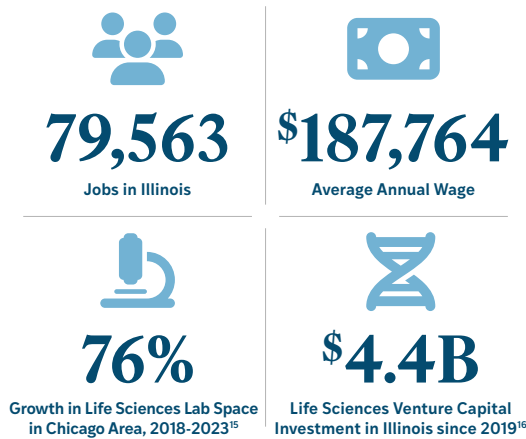 79,563
Jobs in Illinois
$187,764
Average Annual Wage
76%
Growth in Life Sciences Lab Space
in Chicago Area, 2018-2023¹⁵
$4.4B
Life Sciences Venture Capital
Investment in Illinois since 2019¹⁶